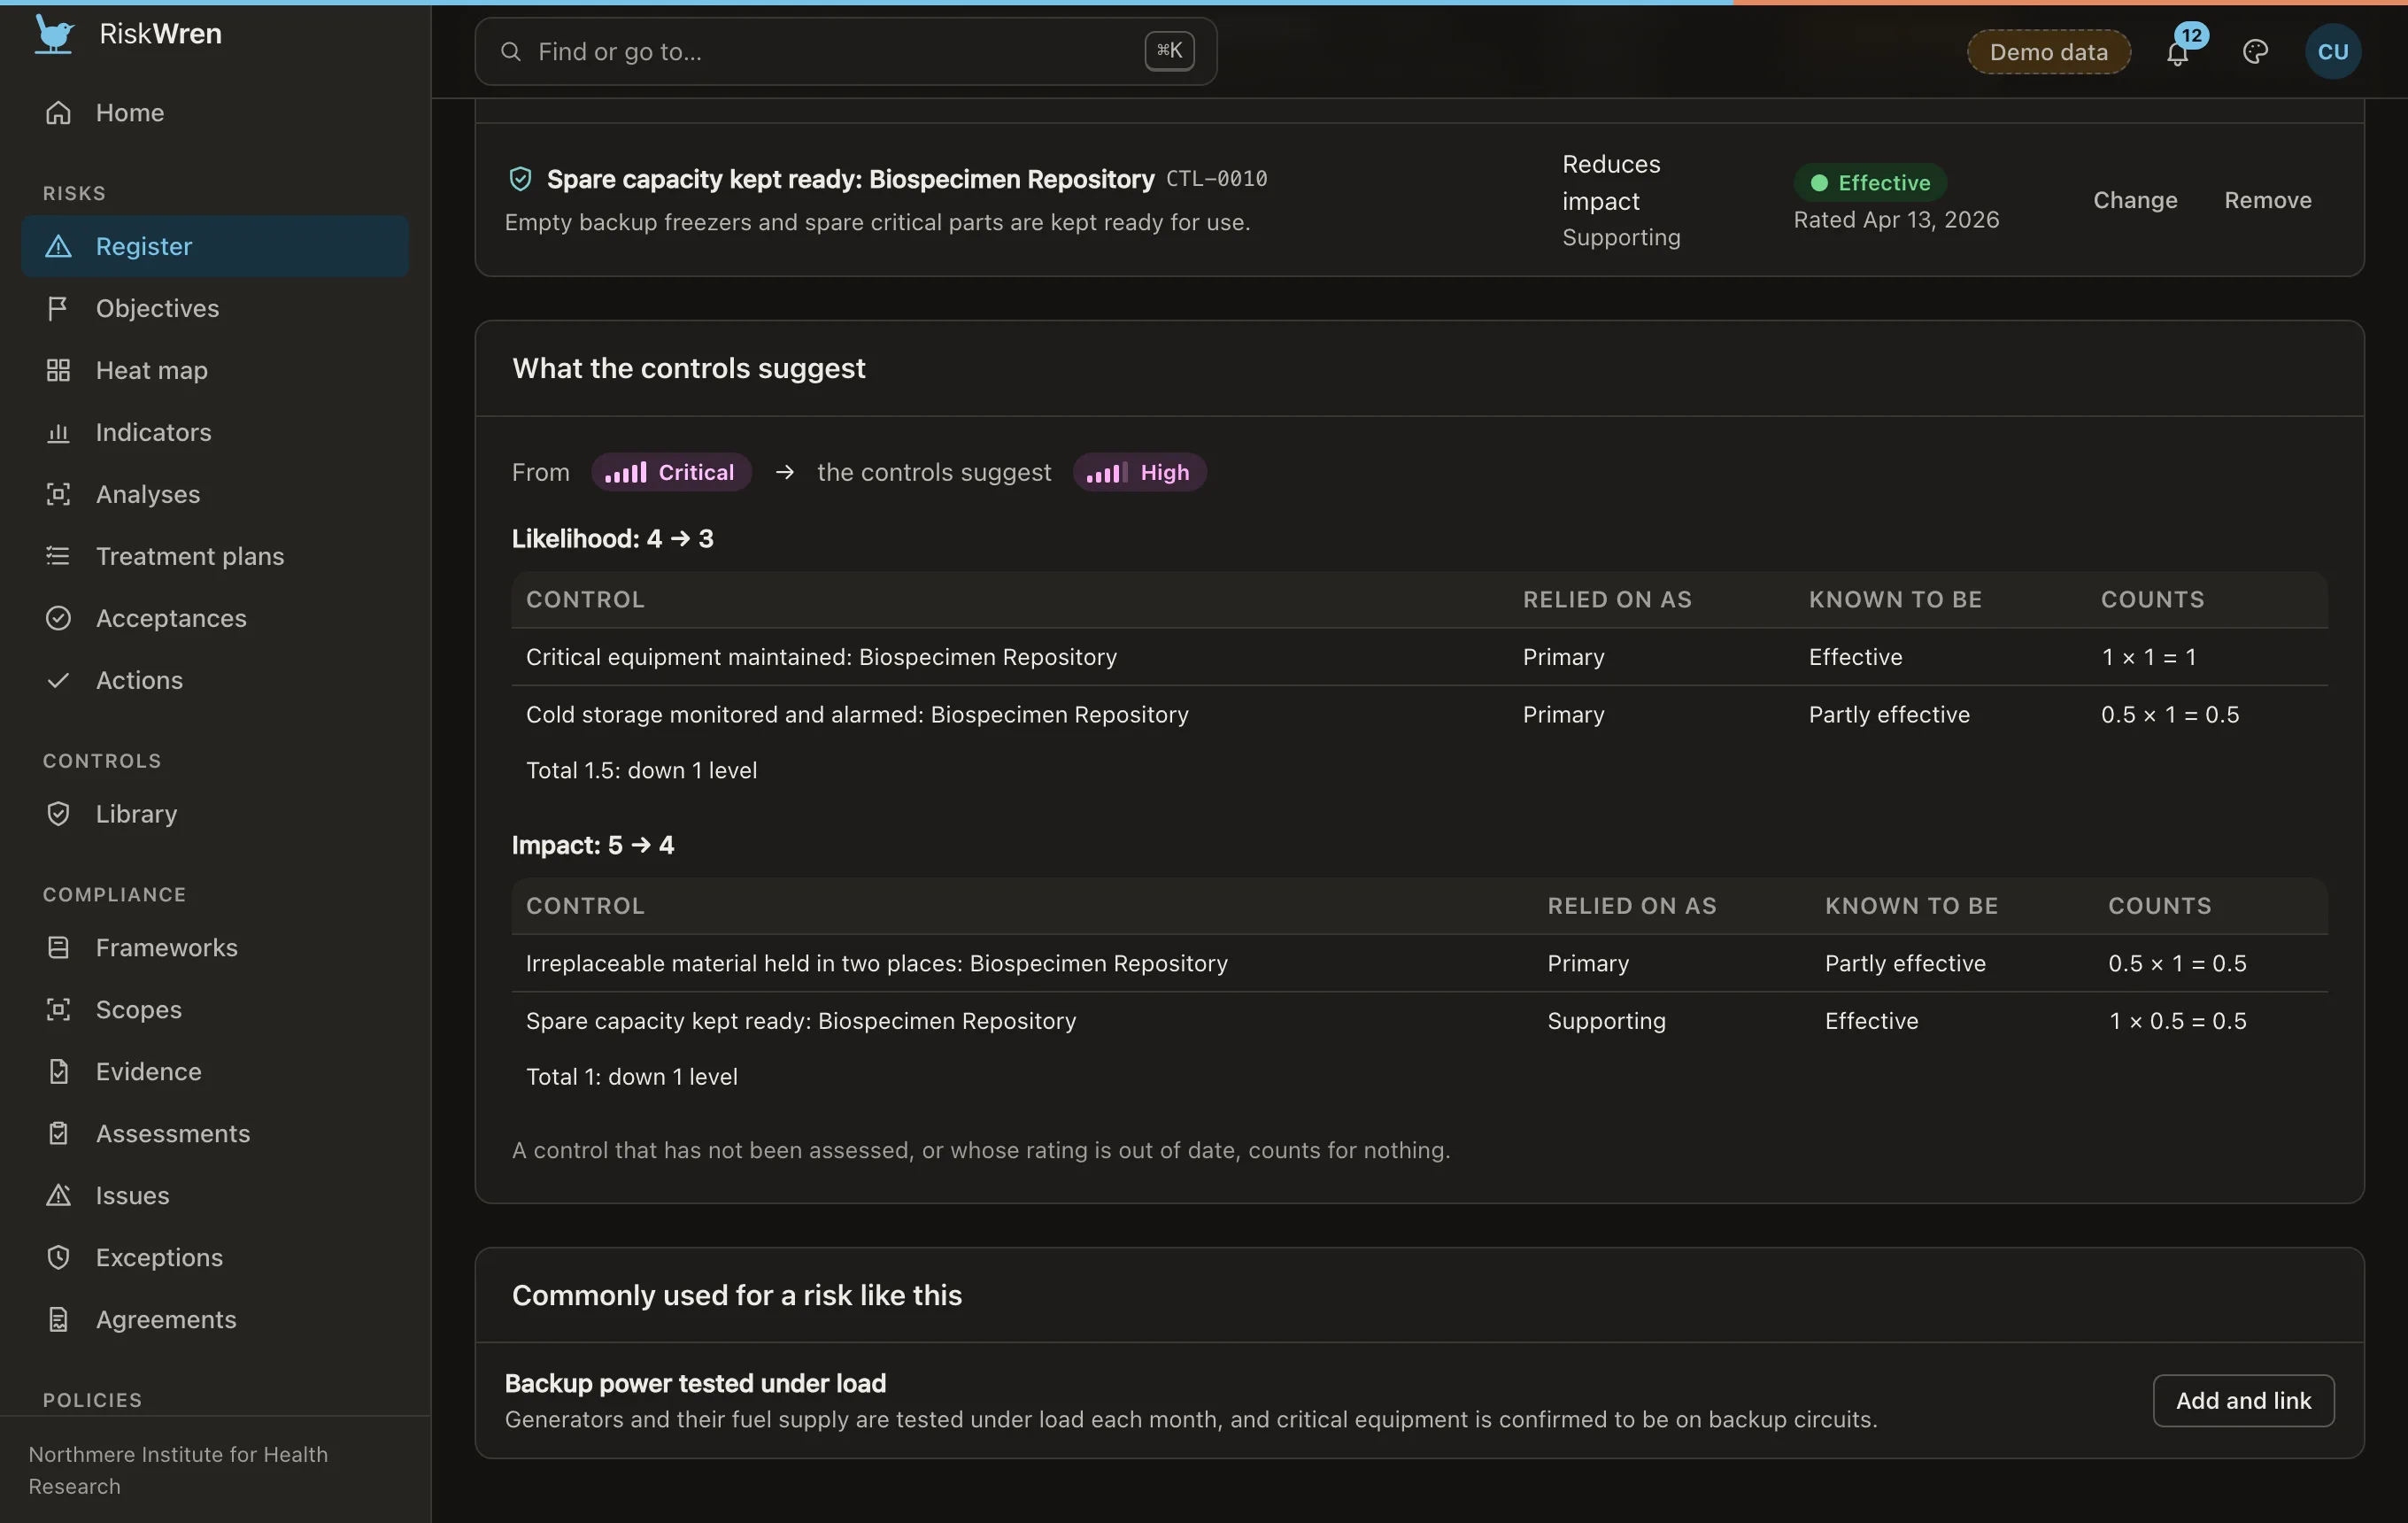 RiskWren
Find or go to...
⌘K
Demo data
12
CU
Home
RISKS
Register
Objectives
Heat map
Indicators
Analyses
Treatment plans
Acceptances
Actions
CONTROLS
Library
COMPLIANCE
Frameworks
Scopes
Evidence
Assessments
Issues
Exceptions
Agreements
POLICIES
Northmere Institute for Health
Research
Spare capacity kept ready: Biospecimen Repository CTL-0010
Empty backup freezers and spare critical parts are kept ready for use.
Reduces
impact
Supporting
Effective
Rated Apr 13, 2026
Change
Remove
What the controls suggest
From Critical → the controls suggest High
Likelihood: 4 → 3
CONTROL RELIED ON AS KNOWN TO BE COUNTS
Critical equipment maintained: Biospecimen Repository Primary Effective 1 × 1 = 1
Cold storage monitored and alarmed: Biospecimen Repository Primary Partly effective 0.5 × 1 = 0.5
Total 1.5: down 1 level
Impact: 5 → 4
CONTROL RELIED ON AS KNOWN TO BE COUNTS
Irreplaceable material held in two places: Biospecimen Repository Primary Partly effective 0.5 × 1 = 0.5
Spare capacity kept ready: Biospecimen Repository Supporting Effective 1 × 0.5 = 0.5
Total 1: down 1 level
A control that has not been assessed, or whose rating is out of date, counts for nothing.
Commonly used for a risk like this
Backup power tested under load
Generators and their fuel supply are tested under load each month, and critical equipment is confirmed to be on backup circuits.
Add and link